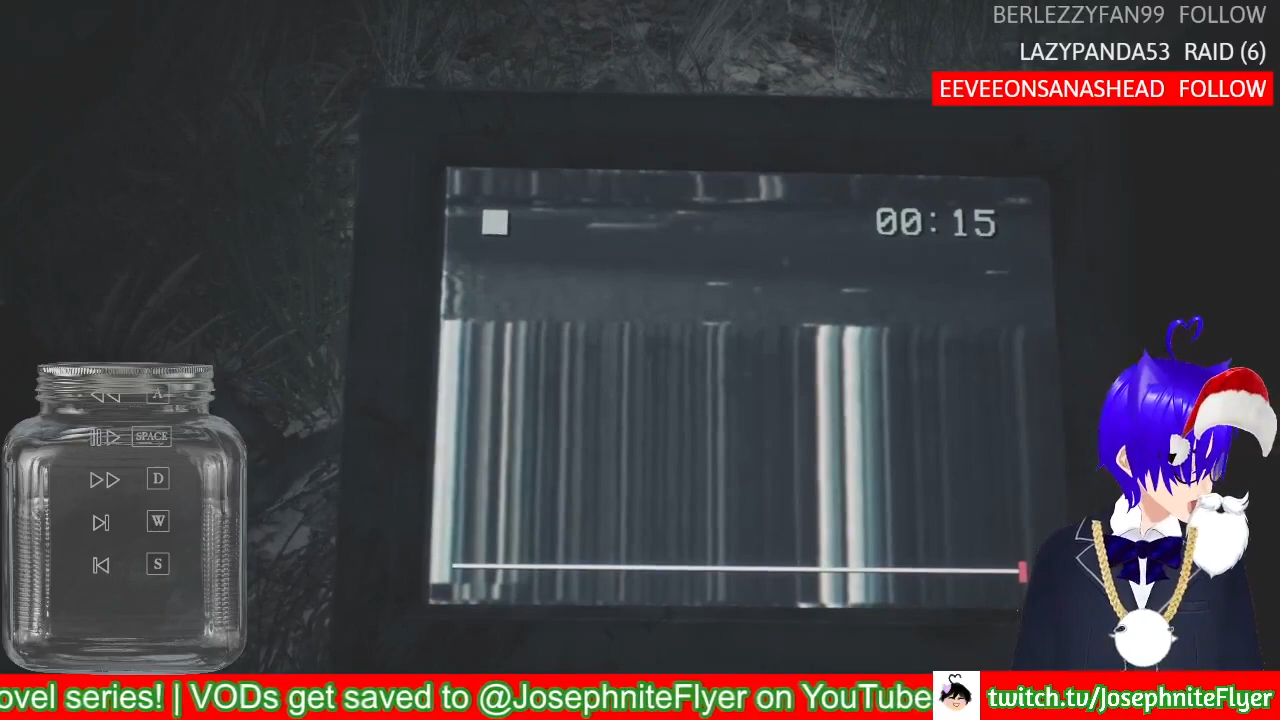 BERLEZZYFAN99 FOLLOW
LAZYPANDA53 RAID (6)
EEVEEONSANASHEAD FOLLOW
00:15
A
SPACE
D
W
S
ovel series! | VODs get saved to @JosephniteFlyer on YouTube
twitch.tv/JosephniteFlyer